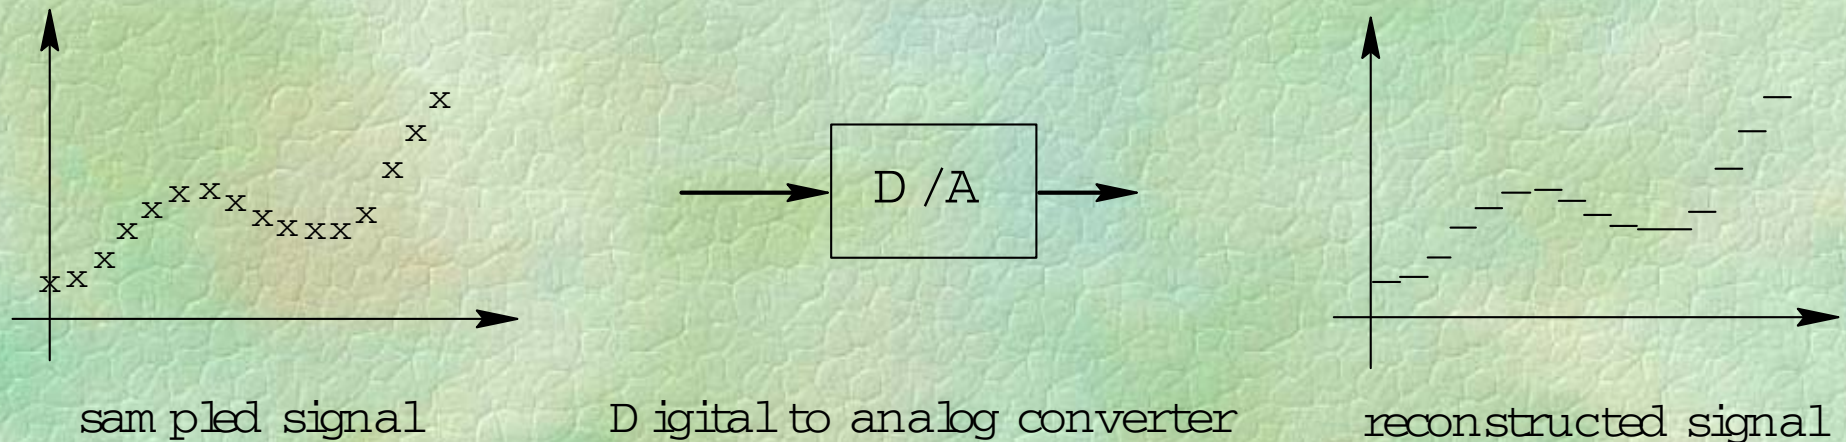 D/A
sampled signal
Digital to analog converter
reconstructed signal